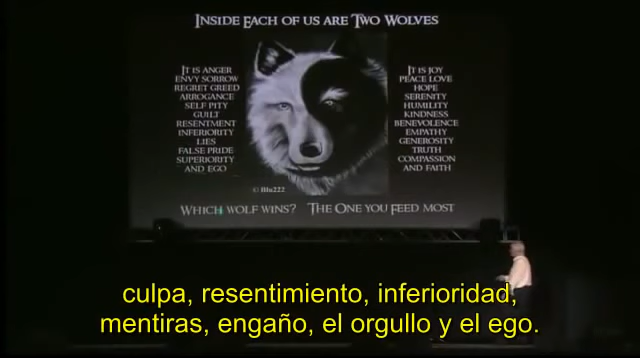 INSIDE EACH OF US ARE TWO WOLVES
IT IS ANGER
ENVY SORROW
REGRET GREED
ARROGANCE
SELF PITY
GUILT
RESENTMENT
INFERIORITY
LIES
FALSE PRIDE
SUPERIORITY
AND EGO
IT IS JOY
PEACE LOVE
HOPE
SERENITY
HUMILITY
KINDNESS
BENEVOLENCE
EMPATHY
GENEROSITY
TRUTH
COMPASSION
AND FAITH
© fllu222
WHICH WOLF WINS? THE ONE YOU FEED MOST
culpa, resentimiento, inferioridad,
mentiras, engaño, el orgullo y el ego.